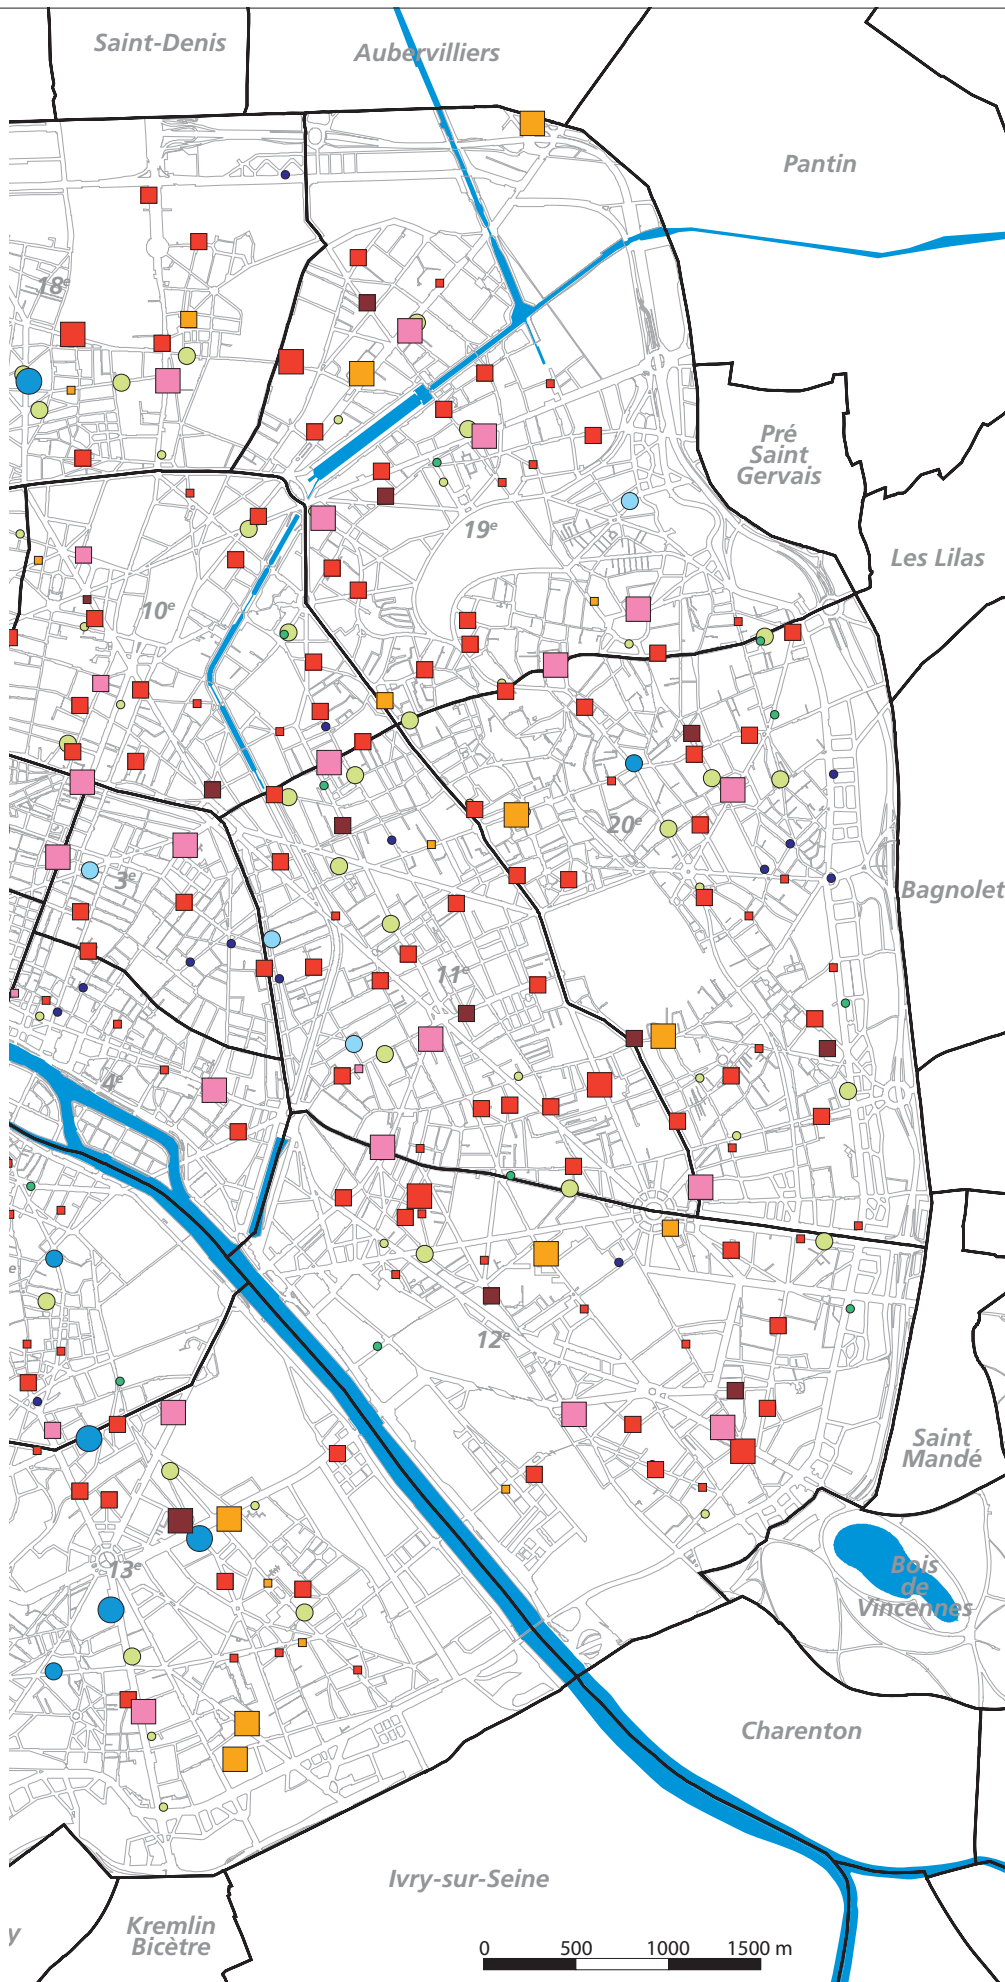 Saint-Denis
Aubervilliers
Pantin
18e
Pré
Saint
Gervais
19e
Les Lilas
10e
20e
3e
Bagnolet
11e
4e
e
12e
Saint
Mandé
13e
Bois
de
Vincennes
Charenton
Ivry-sur-Seine
y
Kremlin
Bicètre
0 500 1000 1500 m